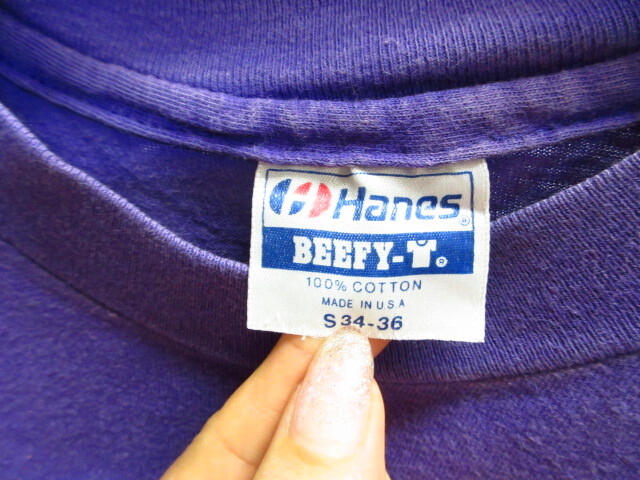 Hanes®
BEEFY-T®
100% COTTON
MADE IN U.S.A
S 34-36